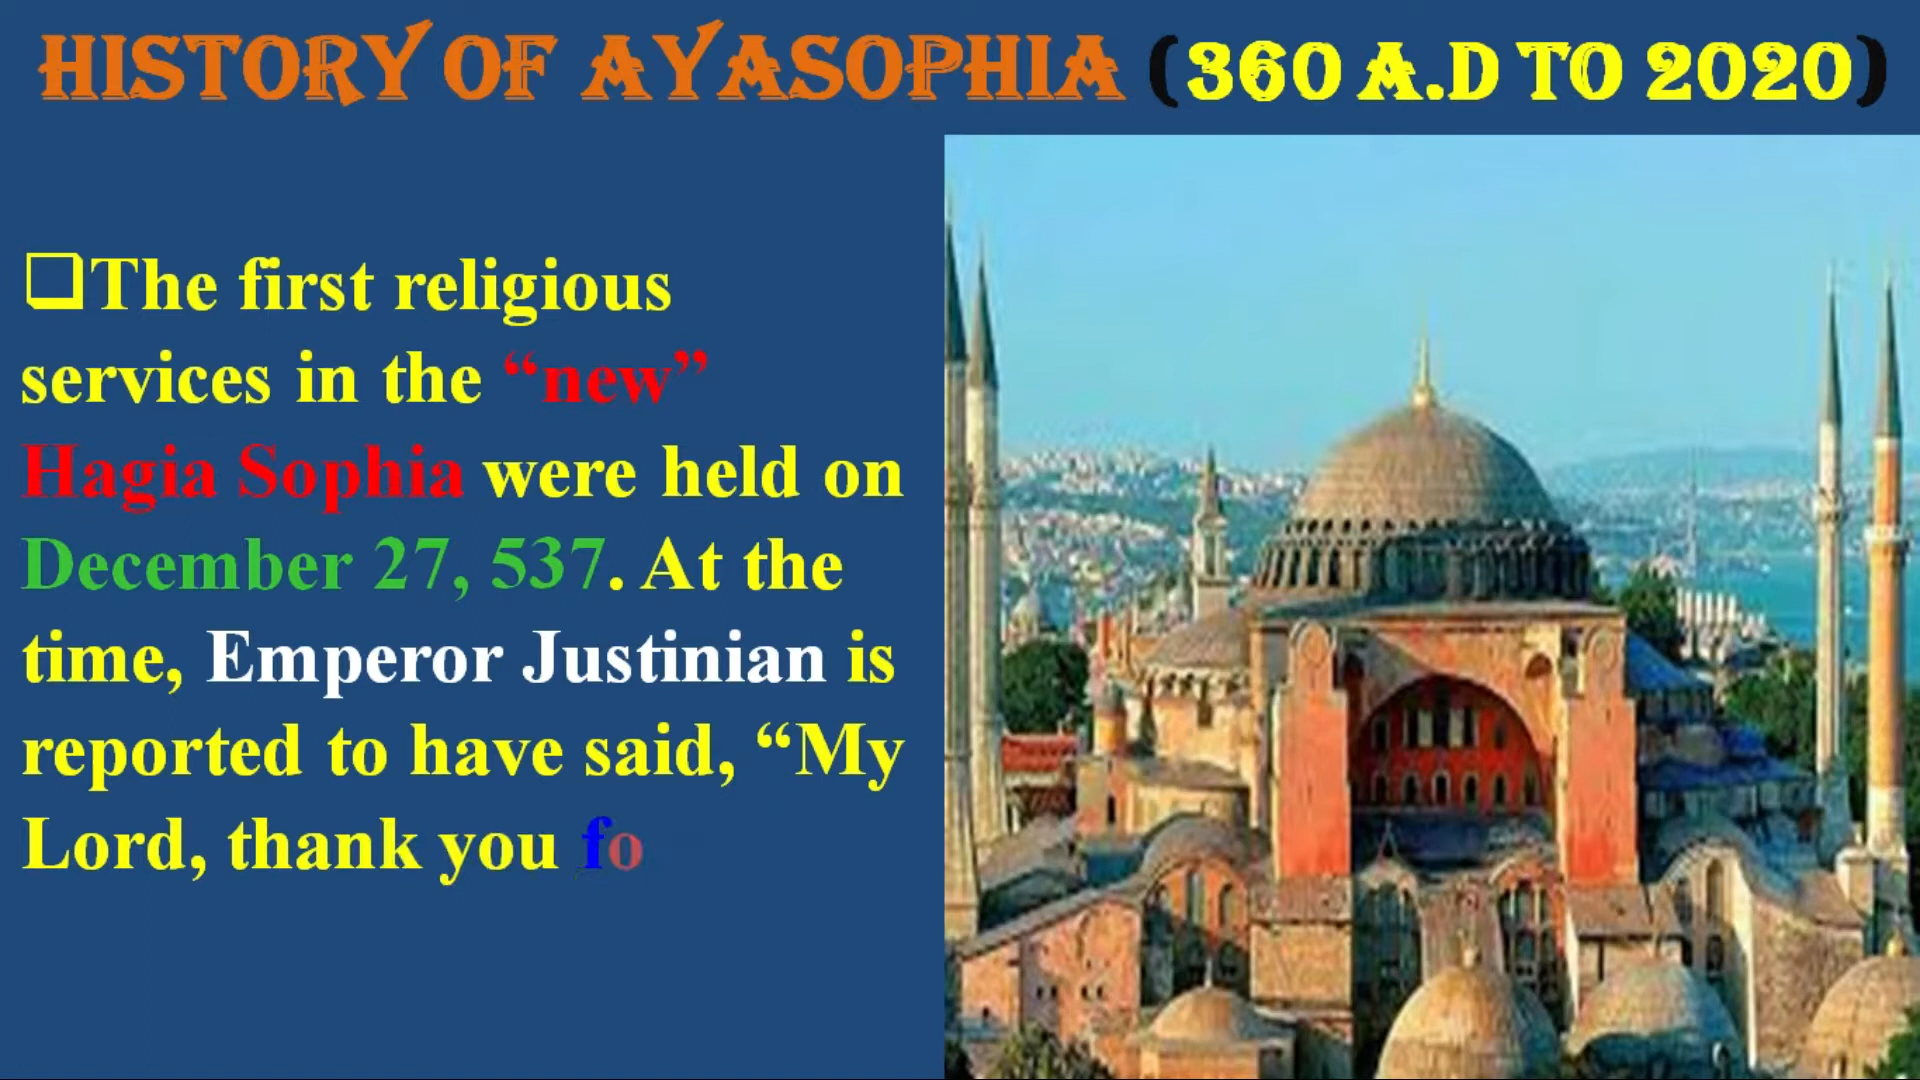 HISTORY OF AYASOPHIA (360 A.D TO 2020)
❑The first religious
services in the “new”
Hagia Sophia were held on
December 27, 537. At the
time, Emperor Justinian is
reported to have said, “My
Lord, thank you fo